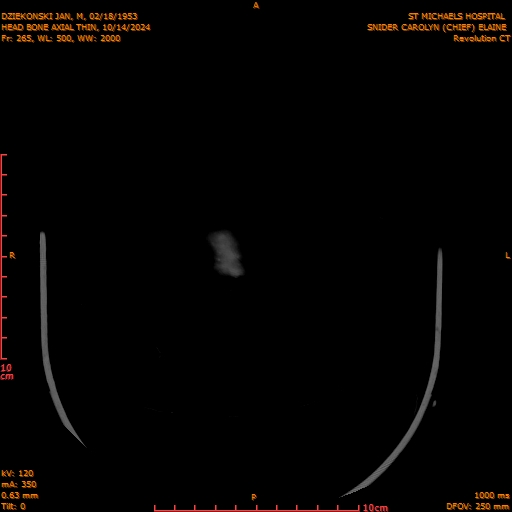 A
DZIEKONSKI JAN, M, 02/18/1953
HEAD BONE AXIAL THIN, 10/14/2024
Fr: 265, WL: 500, WW: 2000
ST MICHAELS HOSPITAL
SNIDER CAROLYN (CHIEF) ELAINE
Revolution CT
R
L
10
cm
kV: 120
mA: 350
0.63 mm
Tilt: 0
P
10cm
1000 ms
DFOV: 250 mm